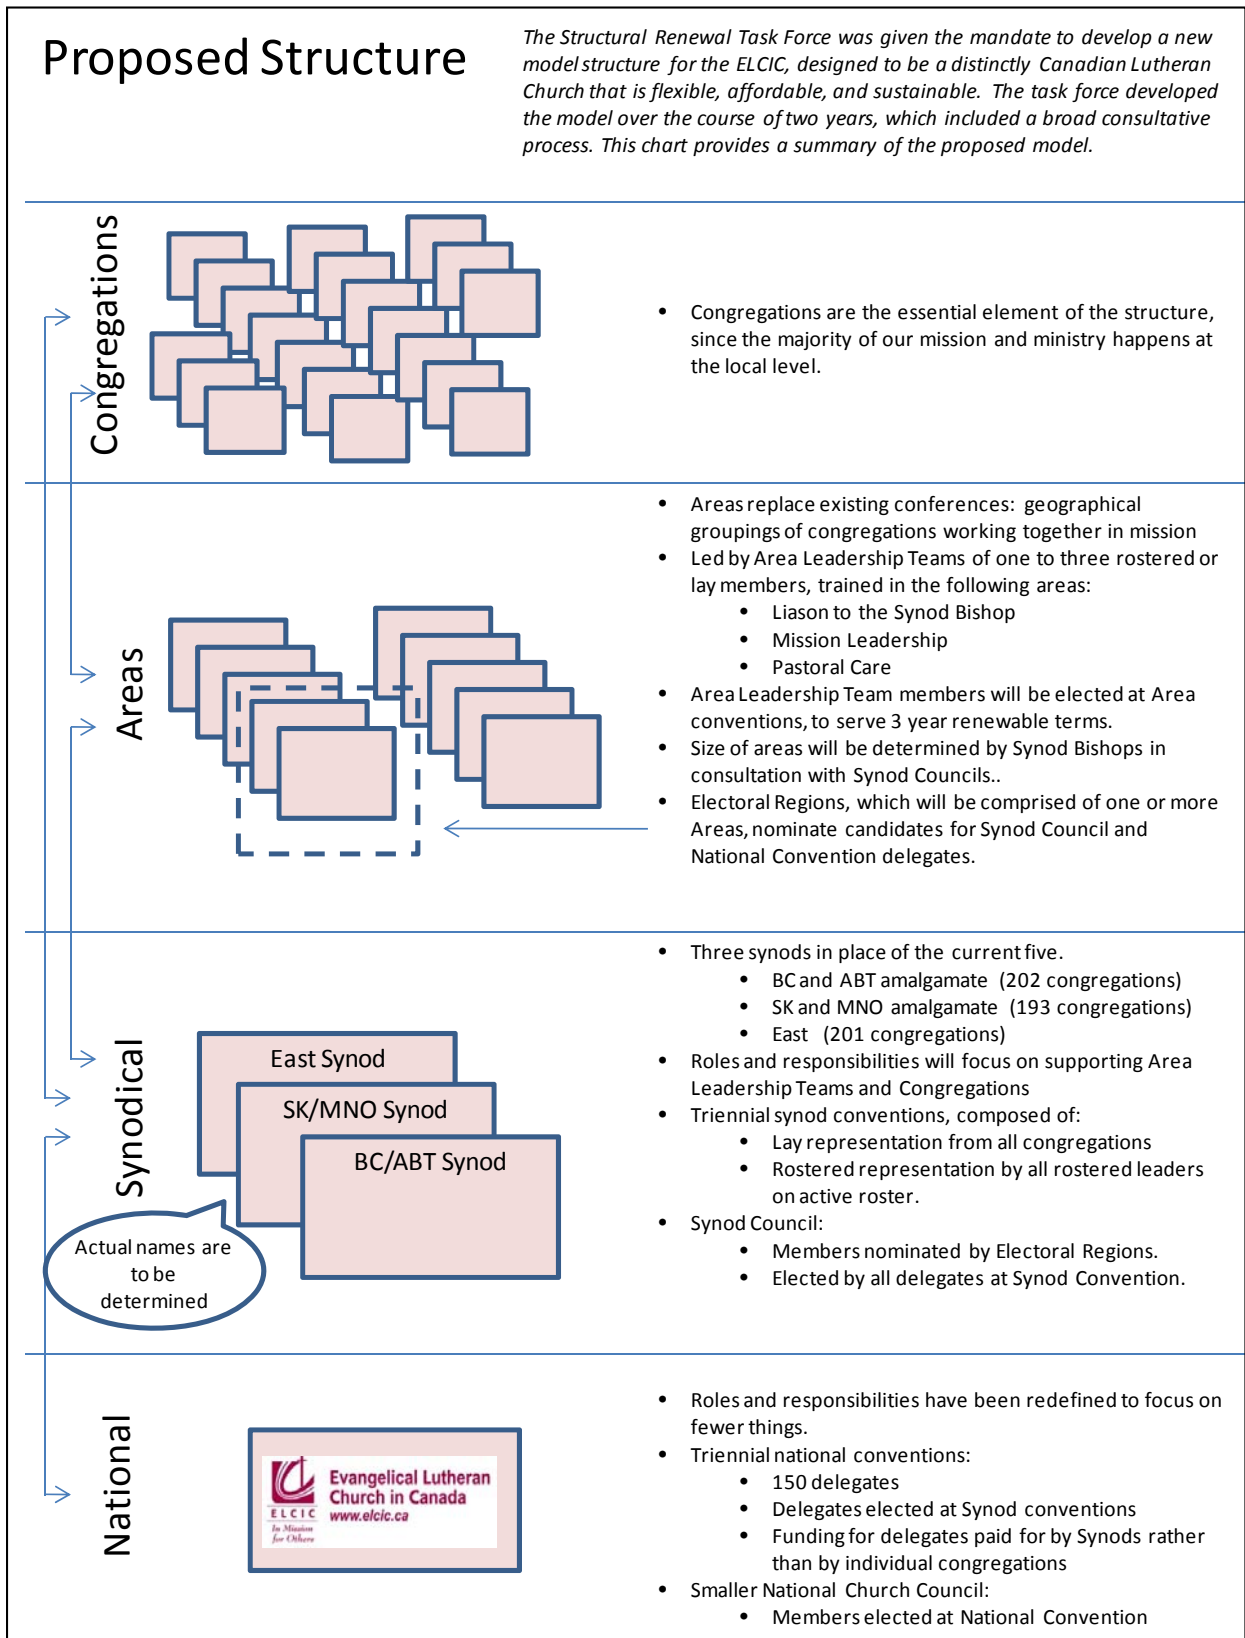 Proposed Structure
The Structural Renewal Task Force was given the mandate to develop a new
model structure for the ELCIC, designed to be a distinctly Canadian Lutheran
Church that is flexible, affordable, and sustainable. The task force developed
the model over the course of two years, which included a broad consultative
process. This chart provides a summary of the proposed model.
Congregations
• Congregations are the essential element of the structure,
since the majority of our mission and ministry happens at
the local level.
Areas
• Areas replace existing conferences: geographical
groupings of congregations working together in mission
• Led by Area Leadership Teams of one to three rostered or
lay members, trained in the following areas:
• Liason to the Synod Bishop
• Mission Leadership
• Pastoral Care
• Area Leadership Team members will be elected at Area
conventions, to serve 3 year renewable terms.
• Size of areas will be determined by Synod Bishops in
consultation with Synod Councils..
• Electoral Regions, which will be comprised of one or more
Areas, nominate candidates for Synod Council and
National Convention delegates.
Synodical
East Synod
SK/MNO Synod
BC/ABT Synod
Actual names are
to be
determined
• Three synods in place of the current five.
• BC and ABT amalgamate (202 congregations)
• SK and MNO amalgamate (193 congregations)
• East (201 congregations)
• Roles and responsibilities will focus on supporting Area
Leadership Teams and Congregations
• Triennial synod conventions, composed of:
• Lay representation from all congregations
• Rostered representation by all rostered leaders
on active roster.
• Synod Council:
• Members nominated by Electoral Regions.
• Elected by all delegates at Synod Convention.
National
ELCIC
In Mission
for Others
Evangelical Lutheran
Church in Canada
www.elcic.ca
• Roles and responsibilities have been redefined to focus on
fewer things.
• Triennial national conventions:
• 150 delegates
• Delegates elected at Synod conventions
• Funding for delegates paid for by Synods rather
than by individual congregations
• Smaller National Church Council:
• Members elected at National Convention